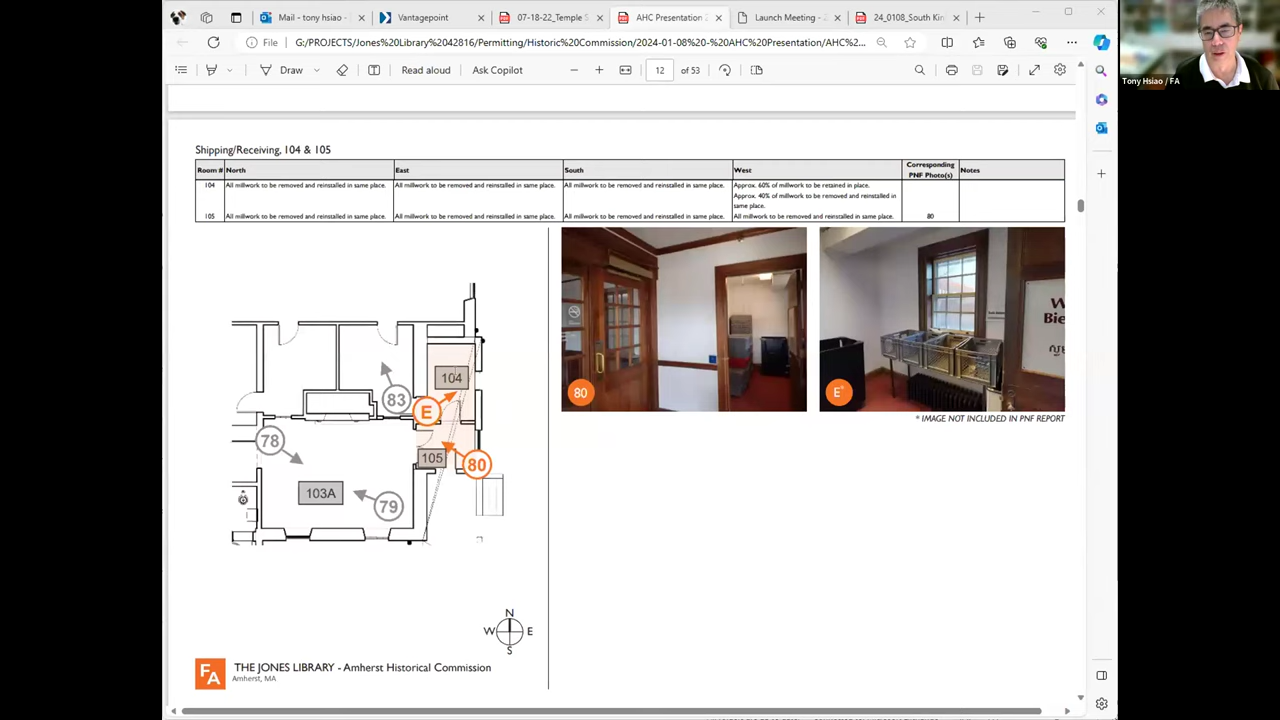 Mail - tony hsiao - Vantagepoint 07-18-22_Temple S AHC Presentation 2 Launch Meeting - Z 24_0108_South Kin
File G:/PROJECTS/Jones%20Library%2042816/Permitting/Historic%20Commission/2024-01-08%20-%20AHC%20Presentation/AHC%2...
Draw Read aloud Ask Copilot 12 of 53
Tony Hsiao / FA
Shipping/Receiving, 104 & 105
Room # North East South West Corresponding PNF Photo(s) Notes
104 All millwork to be removed and reinstalled in same place. All millwork to be removed and reinstalled in same place. All millwork to be removed and reinstalled in same place. Approx. 60% of millwork to be retained in place.
Approx. 40% of millwork to be removed and reinstalled in
same place.
105 All millwork to be removed and reinstalled in same place. All millwork to be removed and reinstalled in same place. All millwork to be removed and reinstalled in same place. All millwork to be removed and reinstalled in same place. 80
104
83
E
78
105
80
103A
79
80
E*
W
Bie
* IMAGE NOT INCLUDED IN PNF REPORT
N
W E
S
FA
THE JONES LIBRARY - Amherst Historical Commission
Amherst, MA